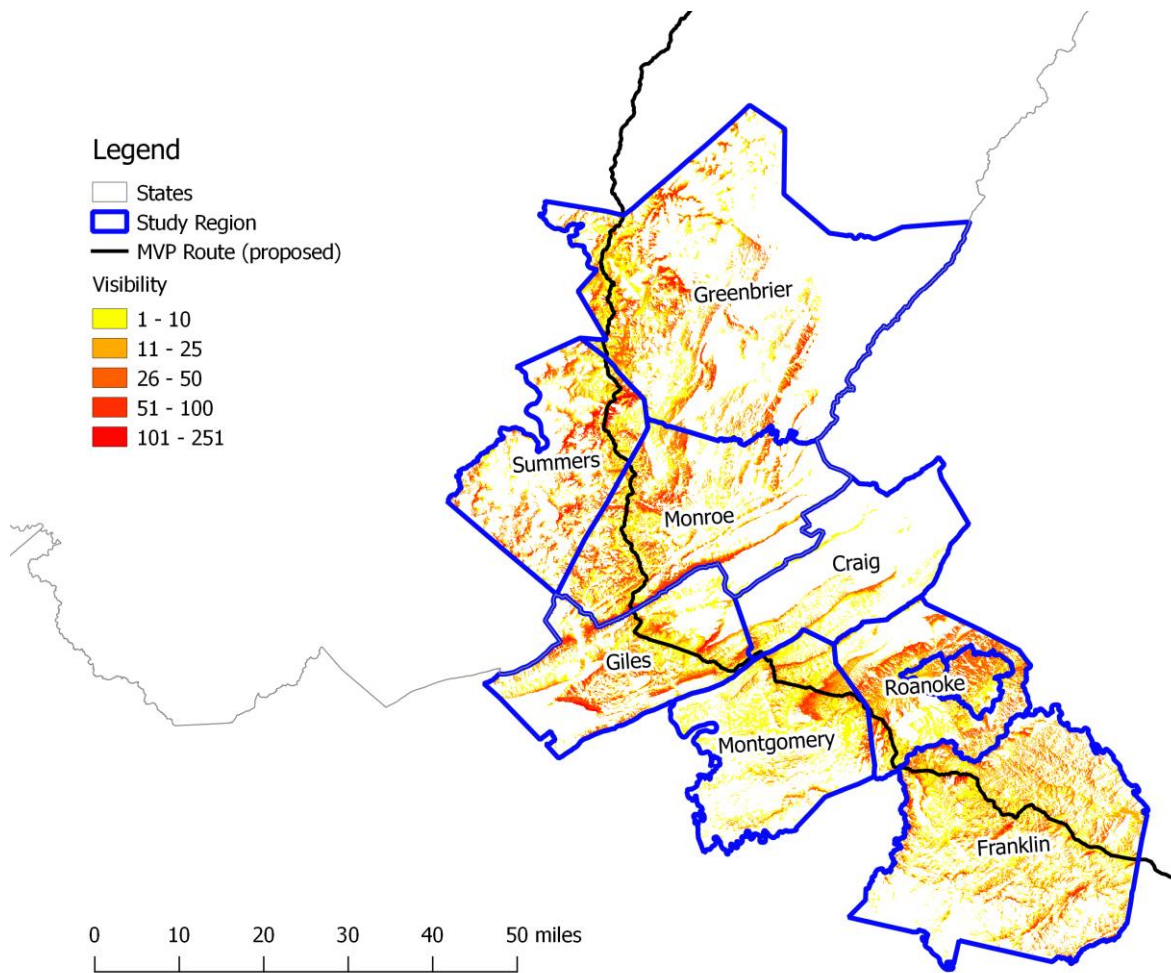 Legend
States
Study Region
MVP Route (proposed)
Visibility
1 - 10
11 - 25
26 - 50
51 - 100
101 - 251
Greenbrier
Summers
Monroe
Craig
Giles
Roanoke
Montgomery
Franklin
0 10 20 30 40 50 miles